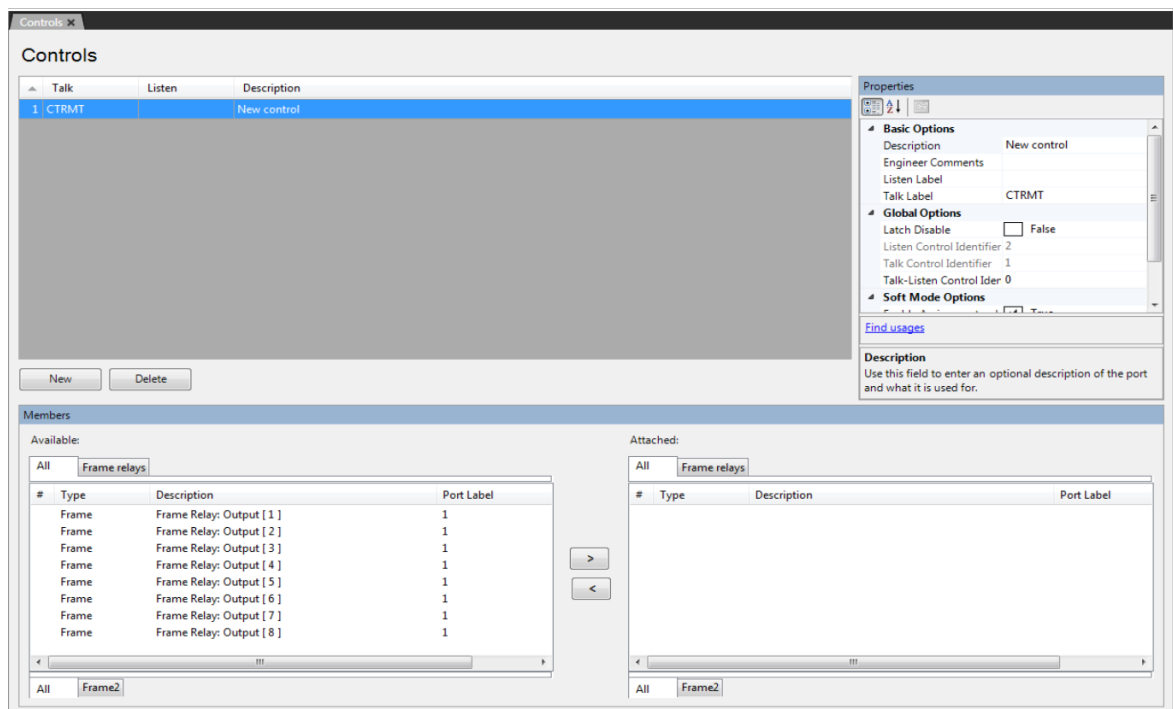 Controls ×
Controls
Talk Listen Description
1 CTRMT New control
New Delete
Properties
Basic Options
Description New control
Engineer Comments
Listen Label
Talk Label CTRMT
Global Options
Latch Disable False
Listen Control Identifier 2
Talk Control Identifier 1
Talk-Listen Control Iden 0
Soft Mode Options
Find usages
Description
Use this field to enter an optional description of the port
and what it is used for.
Members
Available:
All Frame relays
# Type Description Port Label
Frame Frame Relay: Output [ 1 ] 1
Frame Frame Relay: Output [ 2 ] 1
Frame Frame Relay: Output [ 3 ] 1
Frame Frame Relay: Output [ 4 ] 1
Frame Frame Relay: Output [ 5 ] 1
Frame Frame Relay: Output [ 6 ] 1
Frame Frame Relay: Output [ 7 ] 1
Frame Frame Relay: Output [ 8 ] 1
All Frame2
>
<
Attached:
All Frame relays
# Type Description Port Label
All Frame2